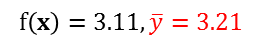 f(𝐱) = 3.11, ȳ = 3.21